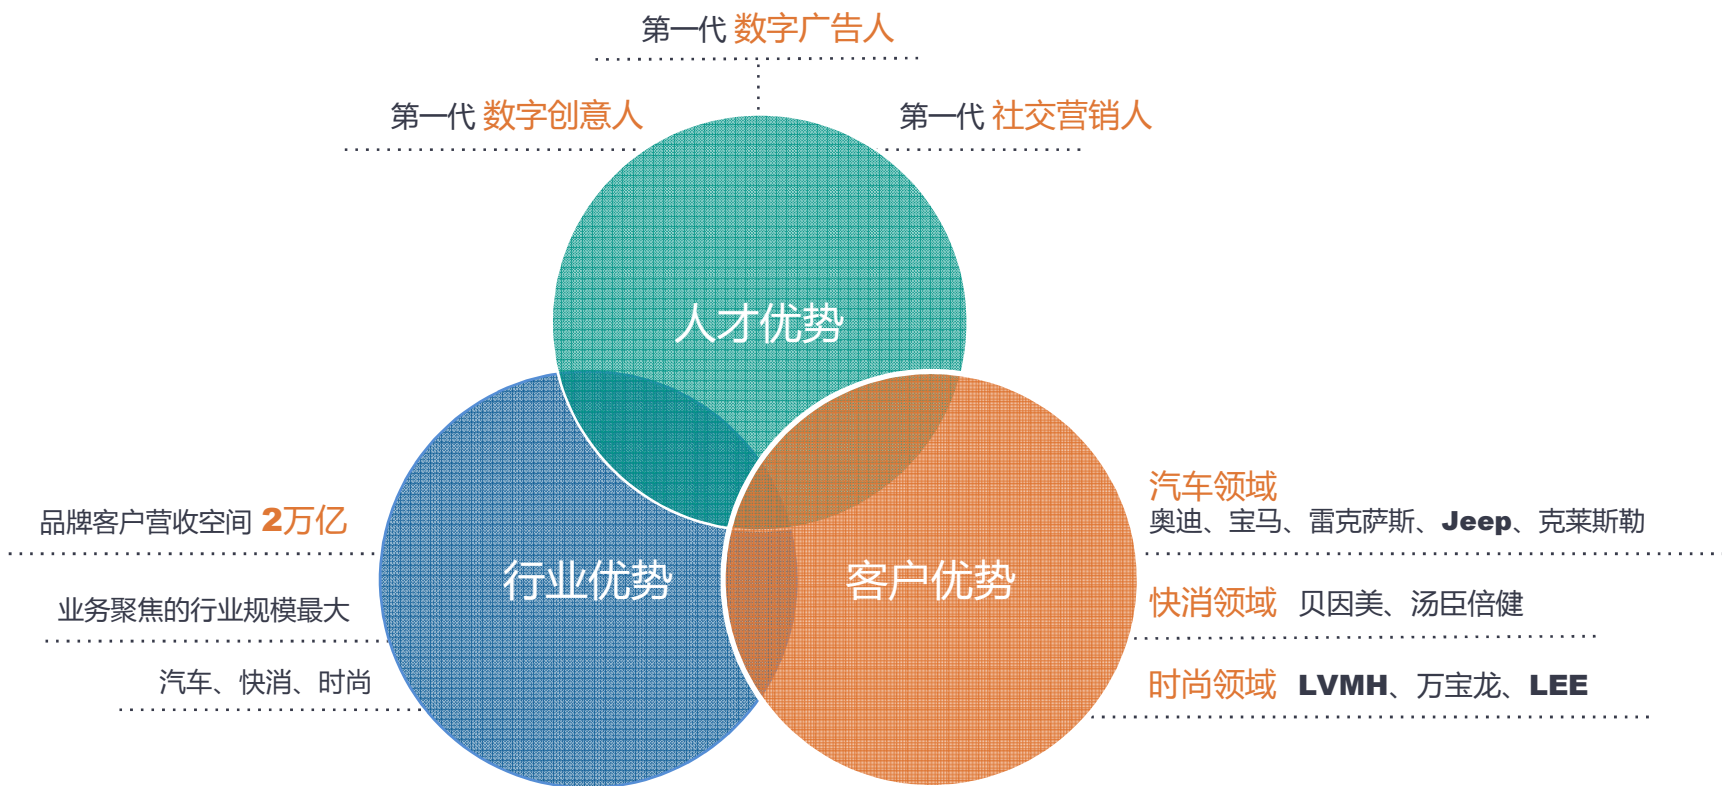 第一代 数字广告人
第一代 数字创意人
第一代 社交营销人
人才优势
品牌客户营收空间 2万亿
业务聚焦的行业规模最大
汽车、快消、时尚
行业优势
客户优势
汽车领域
奥迪、宝马、雷克萨斯、Jeep、克莱斯勒
快消领域 贝因美、汤臣倍健
时尚领域 LVMH、万宝龙、LEE